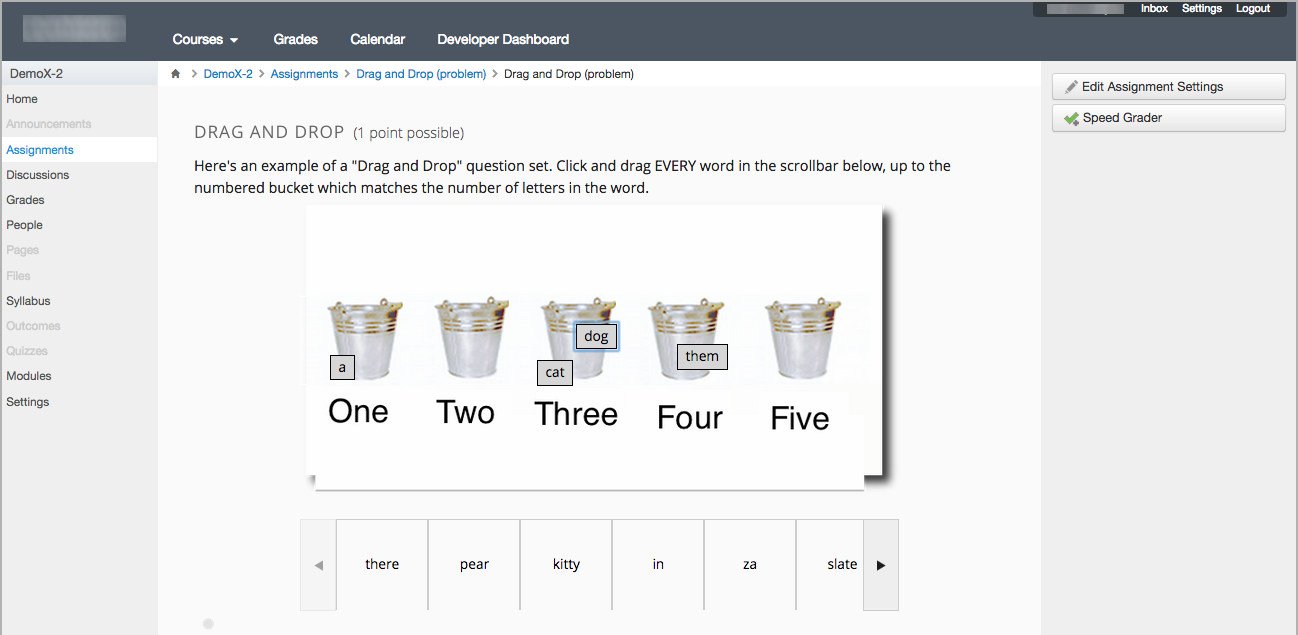 Inbox Settings Logout
Courses Grades Calendar Developer Dashboard
DemoX-2
Home
Announcements
Assignments
Discussions
Grades
People
Pages
Files
Syllabus
Outcomes
Quizzes
Modules
Settings
DemoX-2 > Assignments > Drag and Drop (problem) > Drag and Drop (problem)
DRAG AND DROP (1 point possible)
Here's an example of a "Drag and Drop" question set. Click and drag EVERY word in the scrollbar below, up to the
numbered bucket which matches the number of letters in the word.
dog
them
a
cat
One Two Three Four Five
there pear kitty in za slate
Edit Assignment Settings
Speed Grader